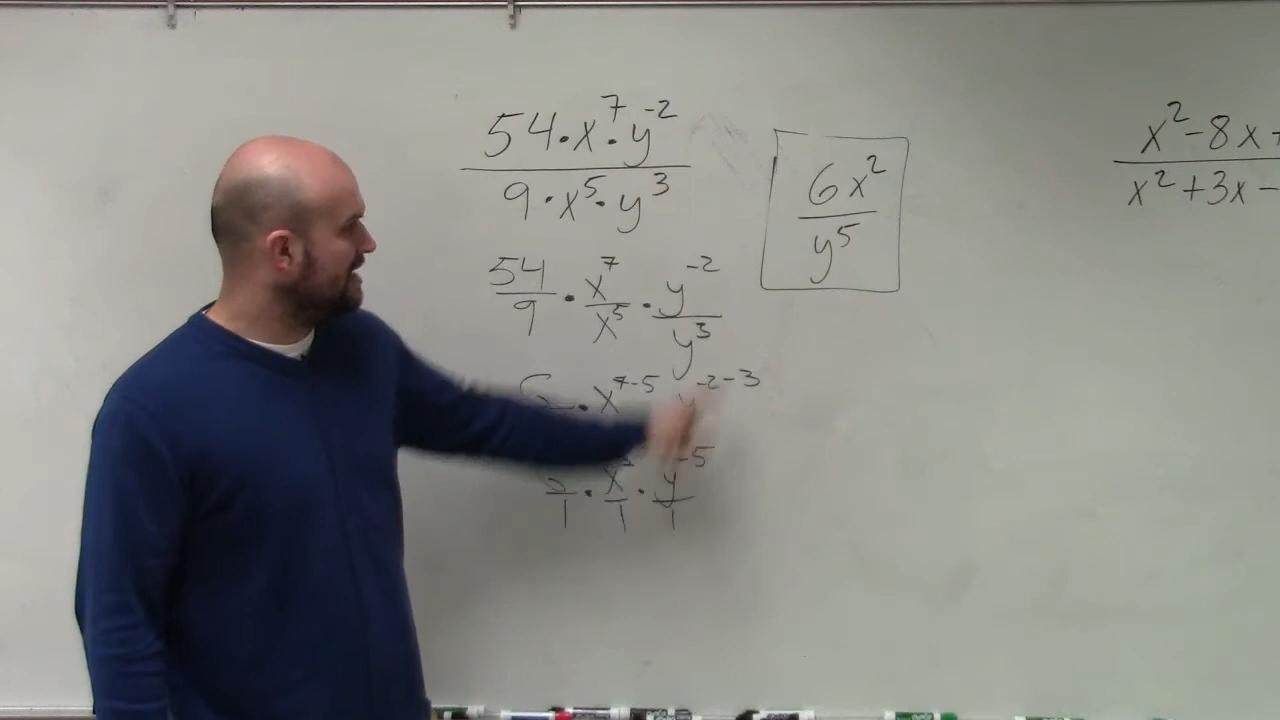 54·x⁷·y⁻²
9·x⁵·y³
54/9 · x⁷/x⁵ · y⁻²/y³
· x⁷⁻⁵ y⁻²⁻³
/1 · x/1 · y⁻⁵/1
6x²
y⁵
x²-8x+
x²+3x-